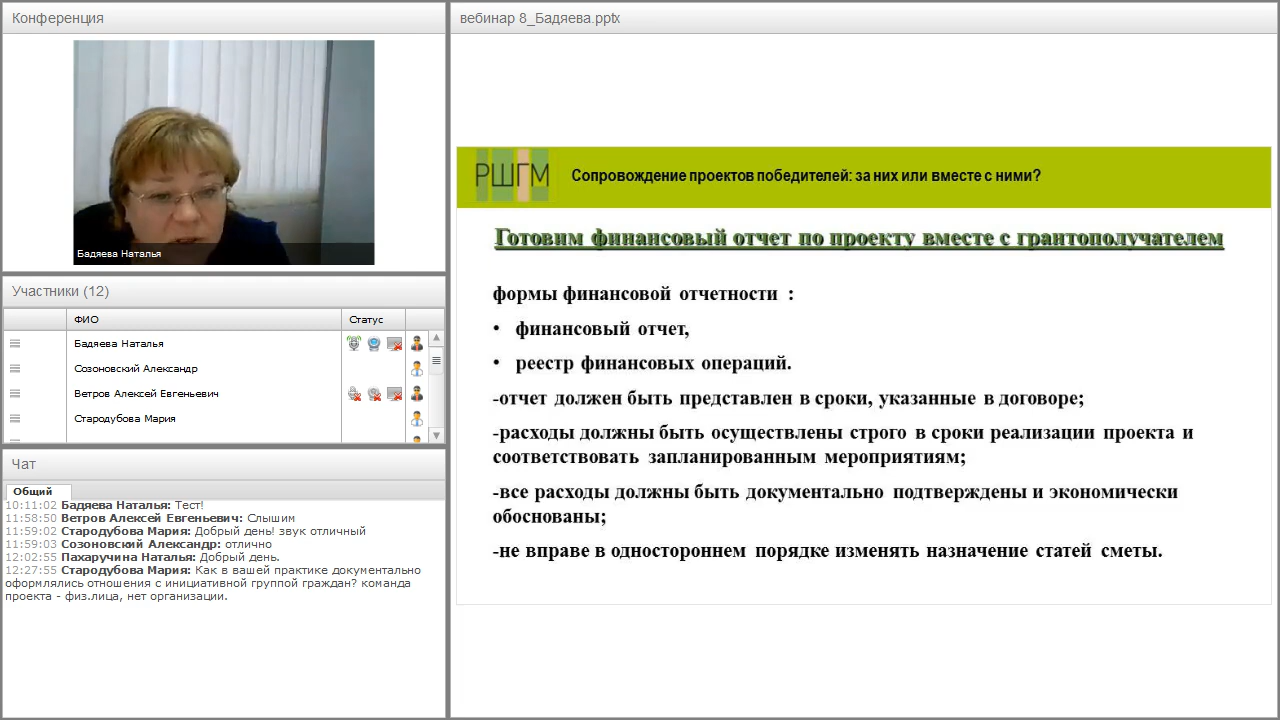 Конференция
Бадяева Наталья
Участники (12)
ФИО Статус
Бадяева Наталья
Созоновский Александр
Ветров Алексей Евгеньевич
Стародубова Мария
Чат
Общий
10:11:02 Бадяева Наталья: Тест!
11:58:50 Ветров Алексей Евгеньевич: Слышим
11:59:02 Стародубова Мария: Добрый день! звук отличный
11:59:03 Созоновский Александр: отлично
12:02:55 Пахаручина Наталья: Добрый день.
12:27:55 Стародубова Мария: Как в вашей практике документально
оформлялись отношения с инициативной группой граждан? команда
проекта - физ.лица, нет организации.
вебинар 8_Бадяева.pptx
РШГМ Сопровождение проектов победителей: за них или вместе с ними?
Готовим финансовый отчет по проекту вместе с грантополучателем
формы финансовой отчетности :
• финансовый отчет,
• реестр финансовых операций.
-отчет должен быть представлен в сроки, указанные в договоре;
-расходы должны быть осуществлены строго в сроки реализации проекта и
соответствовать запланированным мероприятиям;
-все расходы должны быть документально подтверждены и экономически
обоснованы;
-не вправе в одностороннем порядке изменять назначение статей сметы.